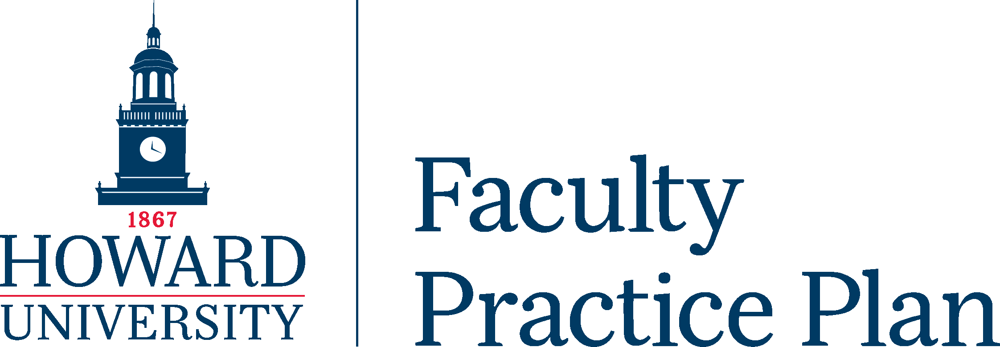 1867
HOWARD
UNIVERSITY
Faculty
Practice Plan